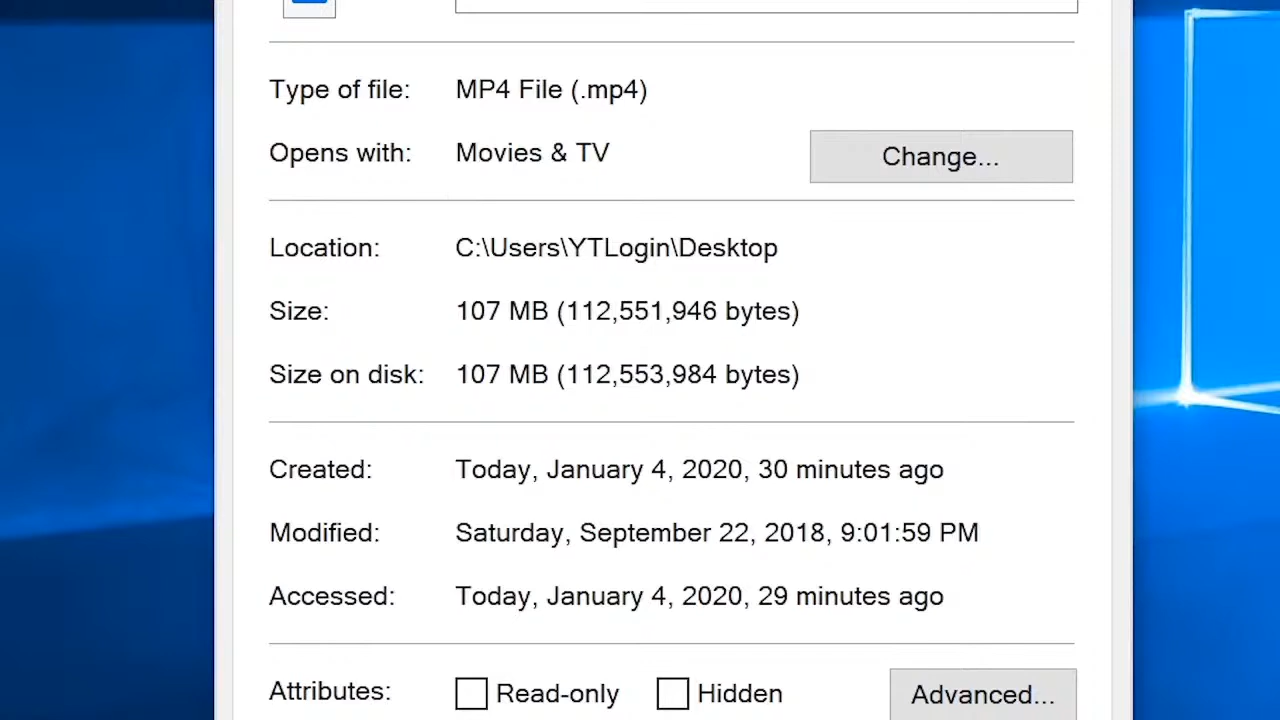 Type of file: MP4 File (.mp4)
Opens with: Movies & TV Change...
Location: C:\Users\YTLogin\Desktop
Size: 107 MB (112,551,946 bytes)
Size on disk: 107 MB (112,553,984 bytes)
Created: Today, January 4, 2020, 30 minutes ago
Modified: Saturday, September 22, 2018, 9:01:59 PM
Accessed: Today, January 4, 2020, 29 minutes ago
Attributes: Read-only Hidden Advanced...